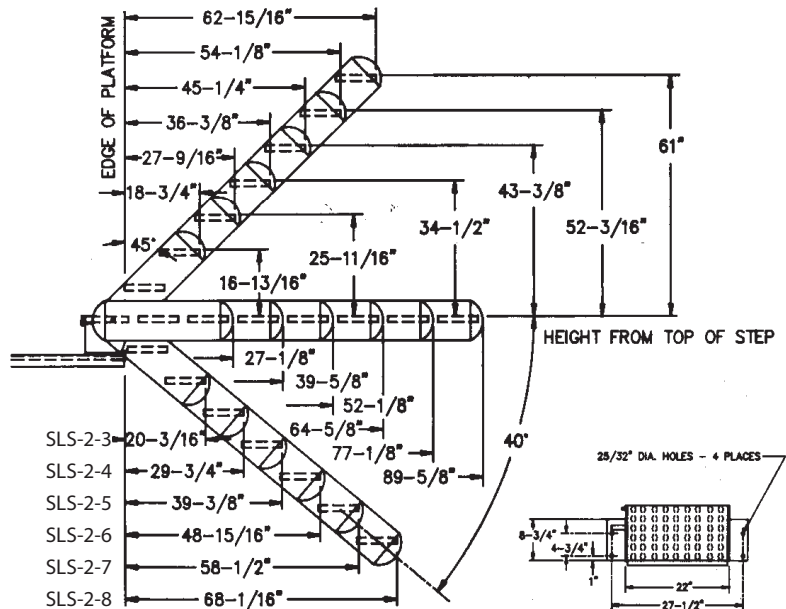 62-15/16"
54-1/8"
45-1/4"
36-3/8"
27-9/16"
18-3/4"
EDGE OF PLATFORM
45°
61"
52-3/16"
43-3/8"
34-1/2"
25-11/16"
16-13/16"
HEIGHT FROM TOP OF STEP
27-1/8"
39-5/8"
52-1/8"
64-5/8"
77-1/8"
89-5/8"
40°
SLS-2-3 20-3/16"
SLS-2-4 29-3/4"
SLS-2-5 39-3/8"
SLS-2-6 48-15/16"
SLS-2-7 58-1/2"
SLS-2-8 68-1/16"
25/32" DIA. HOLES - 4 PLACES
8-3/4"
4-3/4"
1"
22"
27-1/2"